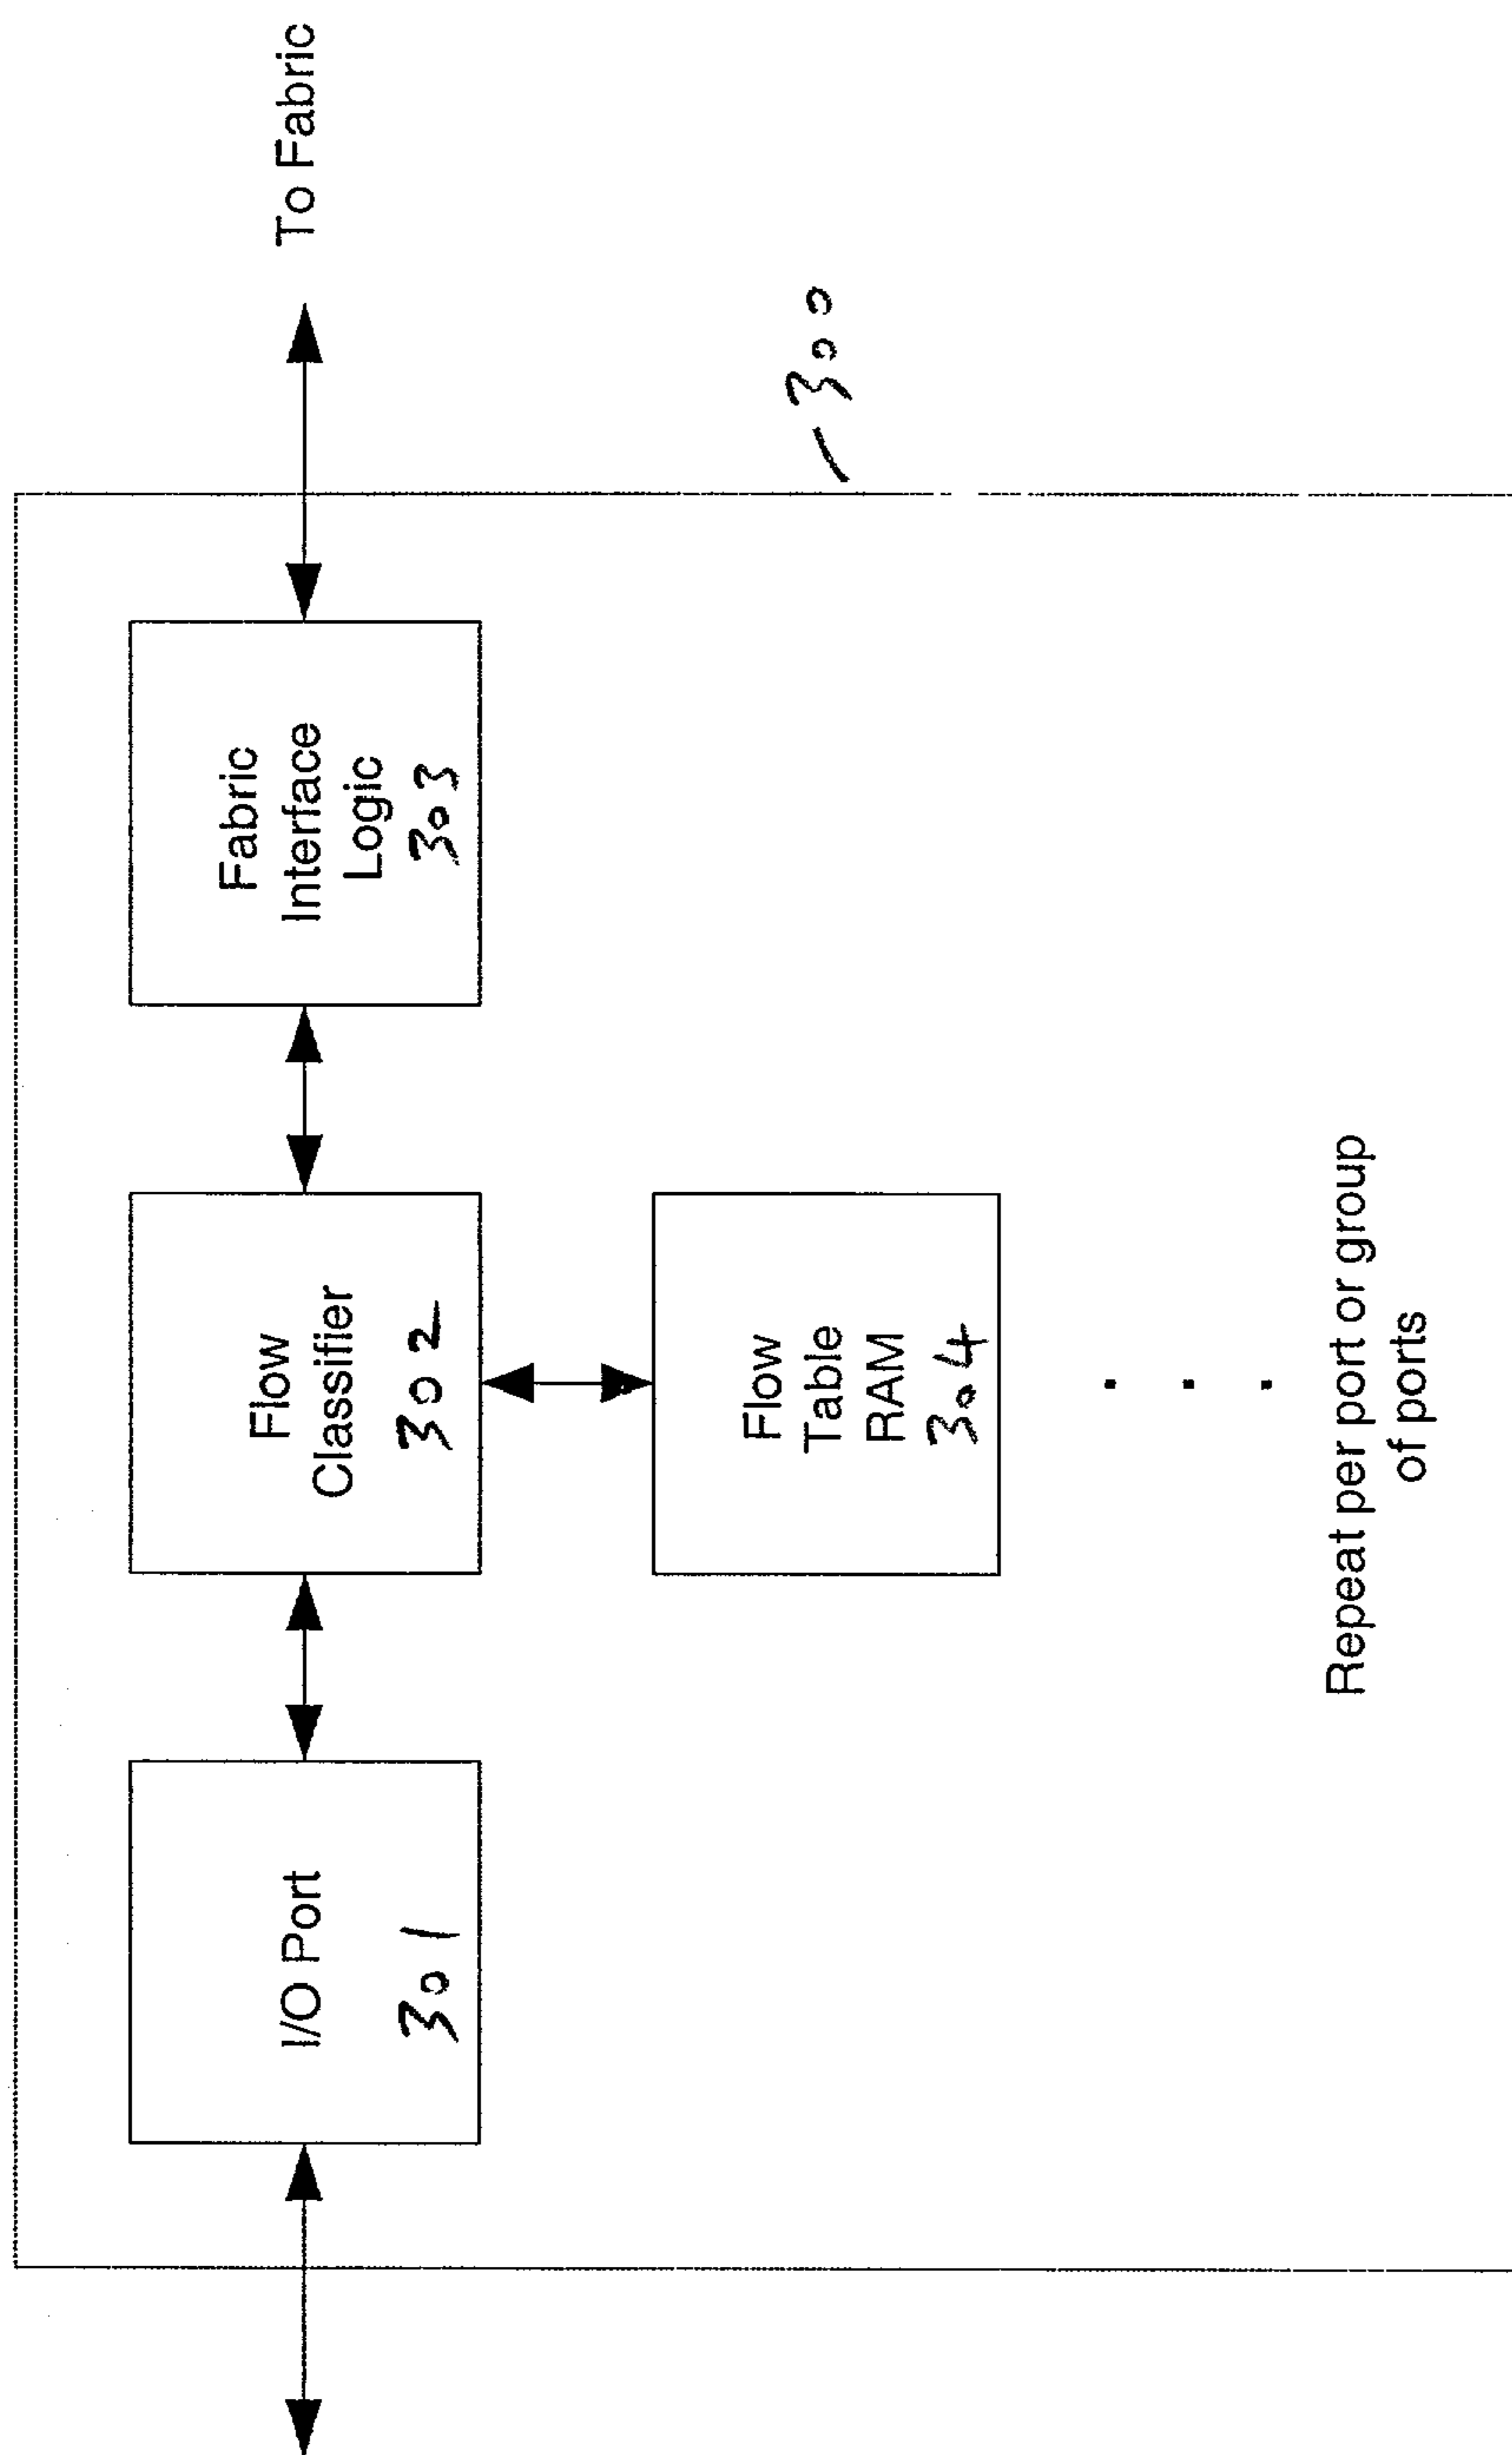 To Fabric
300
I/O Port
301
Flow
Classifier
302
Fabric
Interface
Logic
303
Flow
Table
RAM
304
Repeat per port or group
of ports